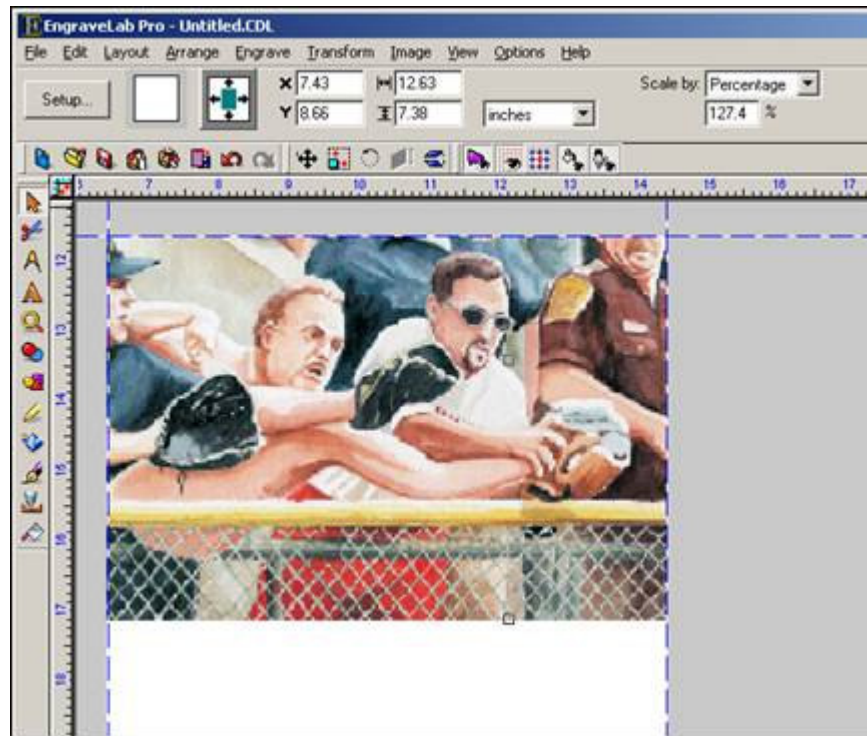 EngraveLab Pro - Untitled.CDL
File Edit Layout Arrange Engrave Transform Image View Options Help
Setup... X 7.43 12.63 Scale by: Percentage
Y 8.66 7.38 inches 127.4 %
7 8 9 10 11 12 13 14 15 16 17
12
13
14
15
16
17
18